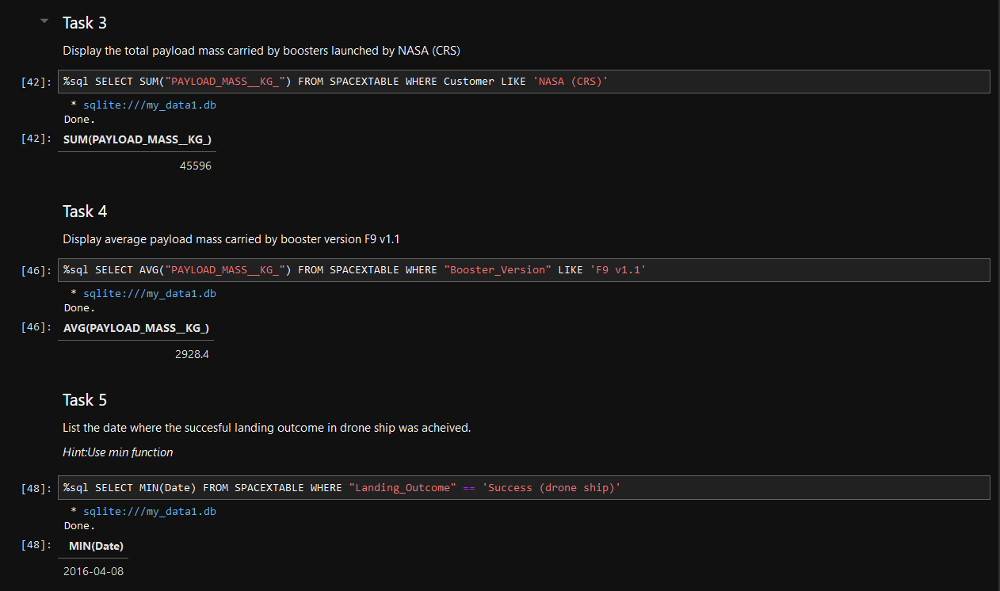 Task 3
Display the total payload mass carried by boosters launched by NASA (CRS)
[42]: %sql SELECT SUM("PAYLOAD_MASS__KG_") FROM SPACEXTABLE WHERE Customer LIKE 'NASA (CRS)'
* sqlite:///my_data1.db
Done.
[42]: SUM(PAYLOAD_MASS__KG_)
45596
Task 4
Display average payload mass carried by booster version F9 v1.1
[46]: %sql SELECT AVG("PAYLOAD_MASS__KG_") FROM SPACEXTABLE WHERE "Booster_Version" LIKE 'F9 v1.1'
* sqlite:///my_data1.db
Done.
[46]: AVG(PAYLOAD_MASS__KG_)
2928.4
Task 5
List the date where the succesful landing outcome in drone ship was acheived.
Hint:Use min function
[48]: %sql SELECT MIN(Date) FROM SPACEXTABLE WHERE "Landing_Outcome" == 'Success (drone ship)'
* sqlite:///my_data1.db
Done.
[48]: MIN(Date)
2016-04-08